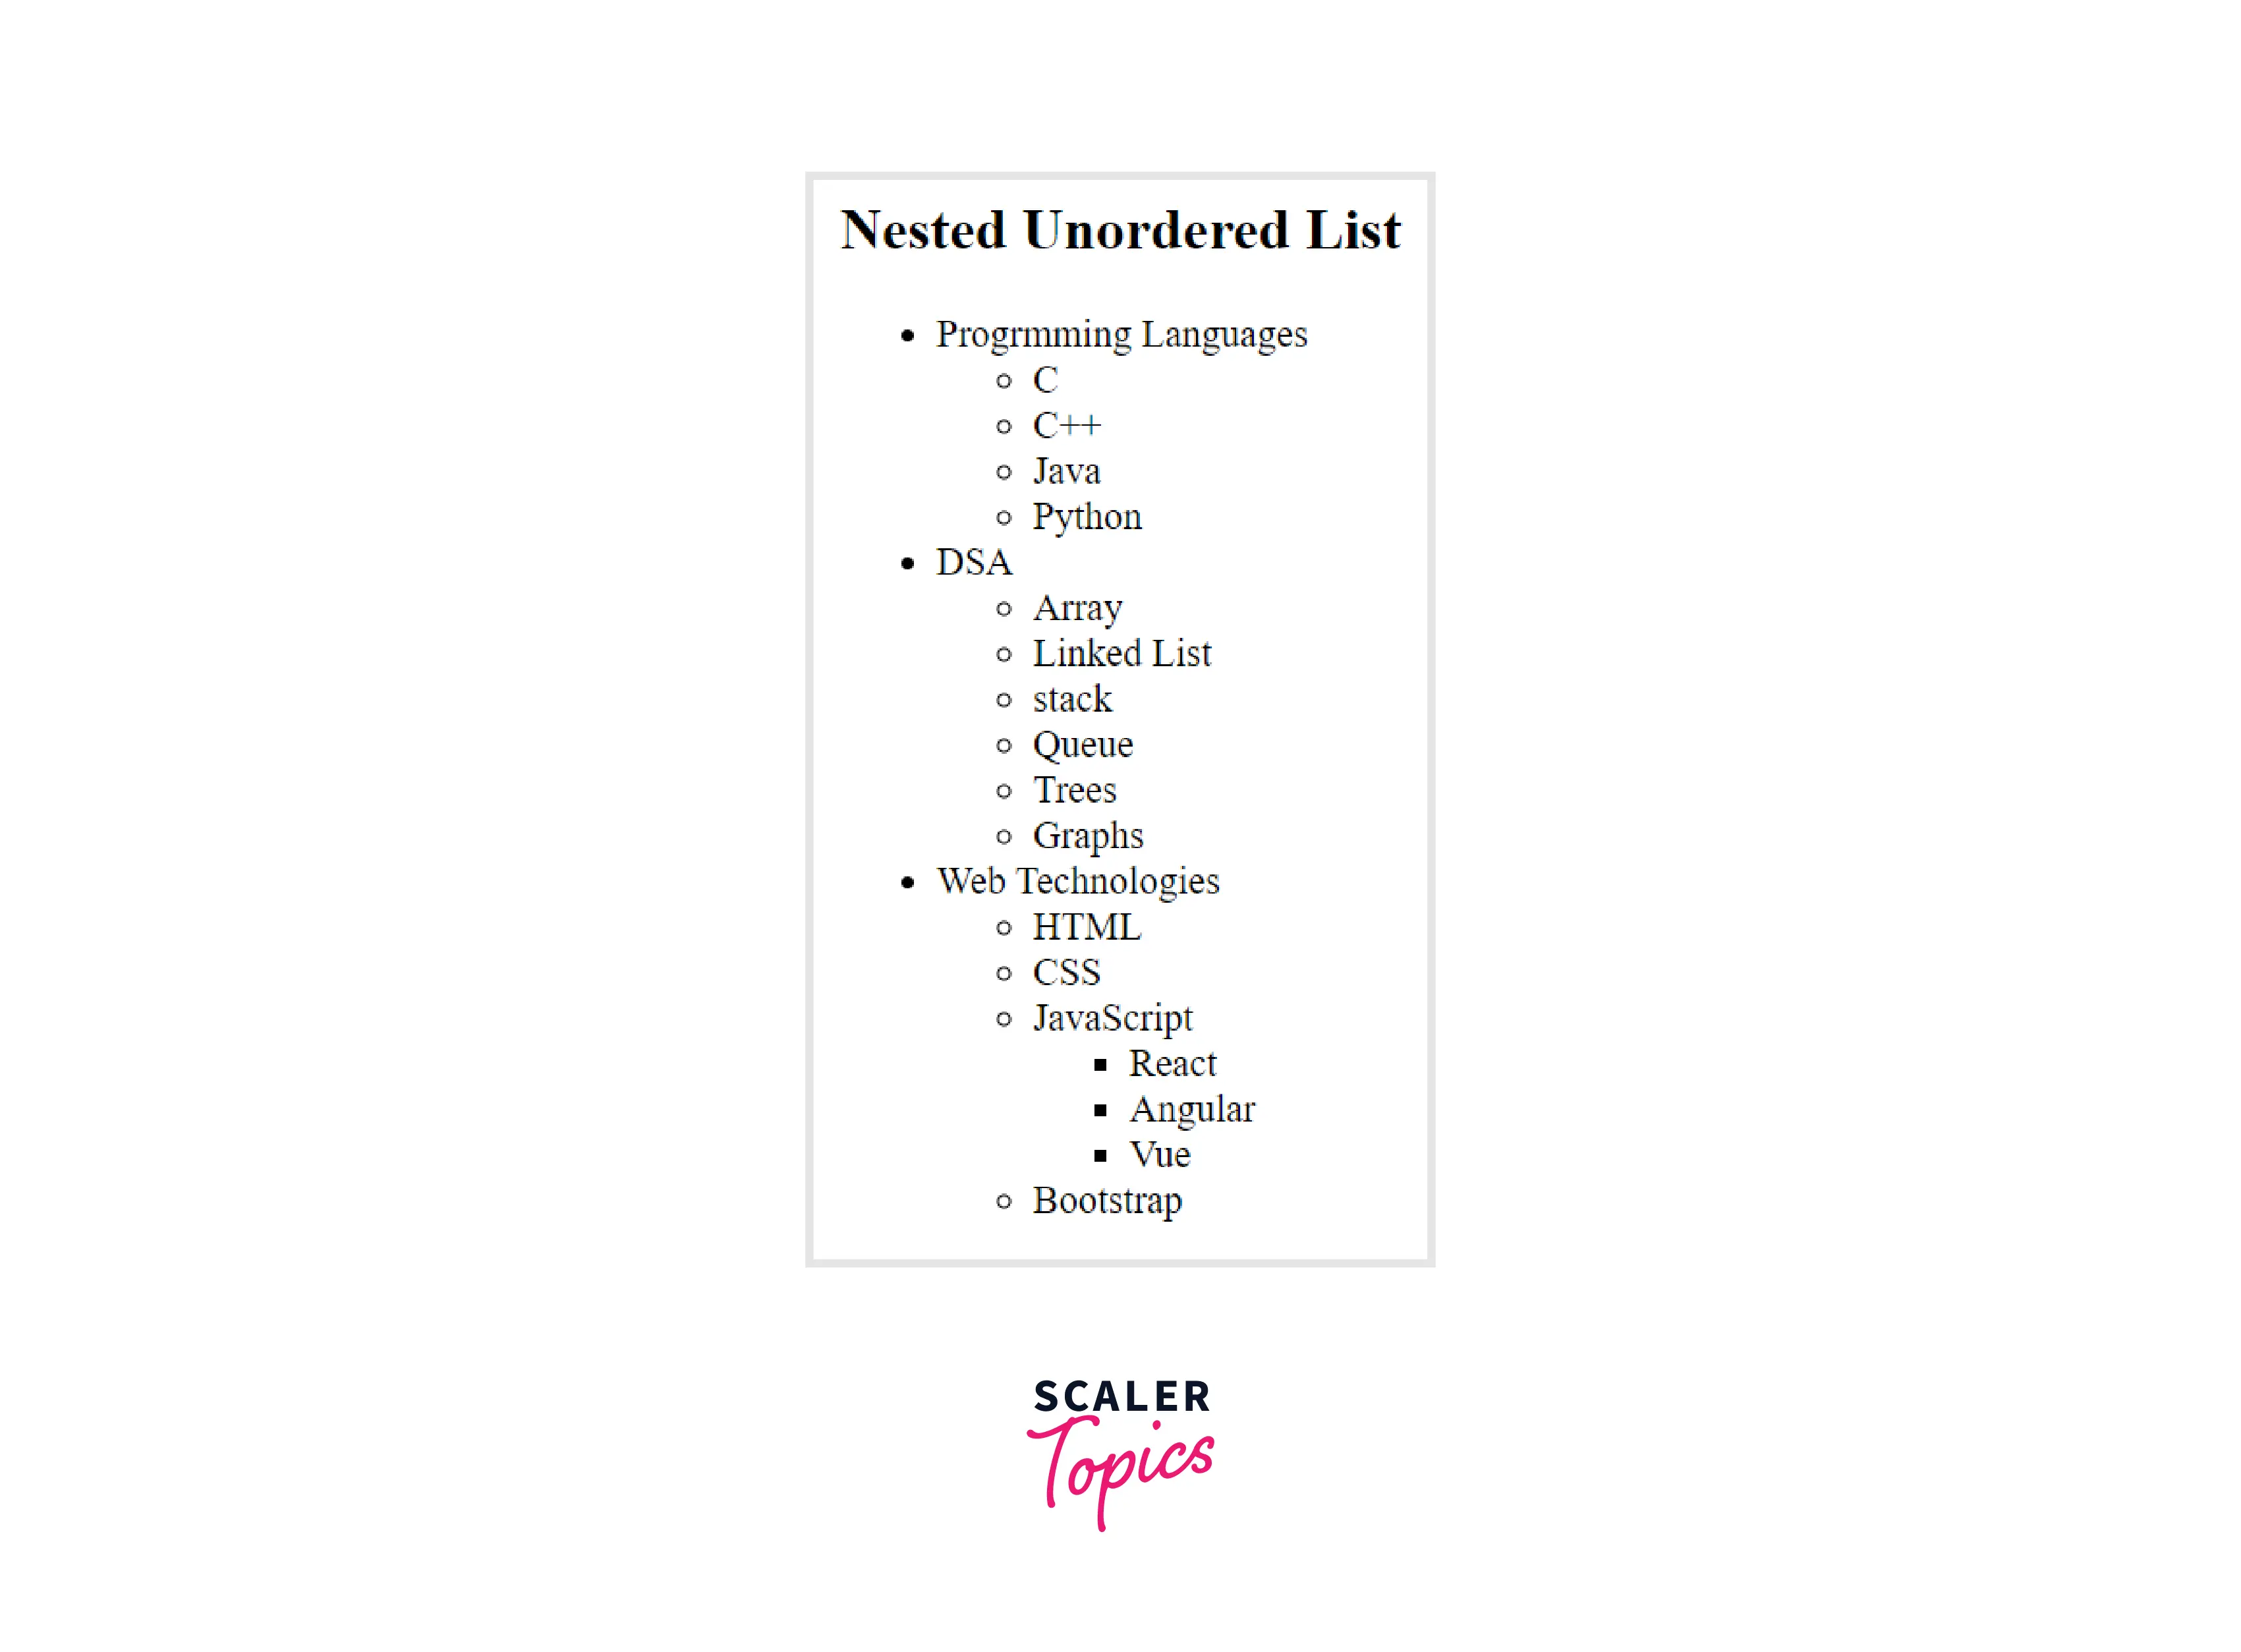 Nested Unordered List
Progrmming Languages
C
C++
Java
Python
DSA
Array
Linked List
stack
Queue
Trees
Graphs
Web Technologies
HTML
CSS
JavaScript
React
Angular
Vue
Bootstrap
SCALER
Topics